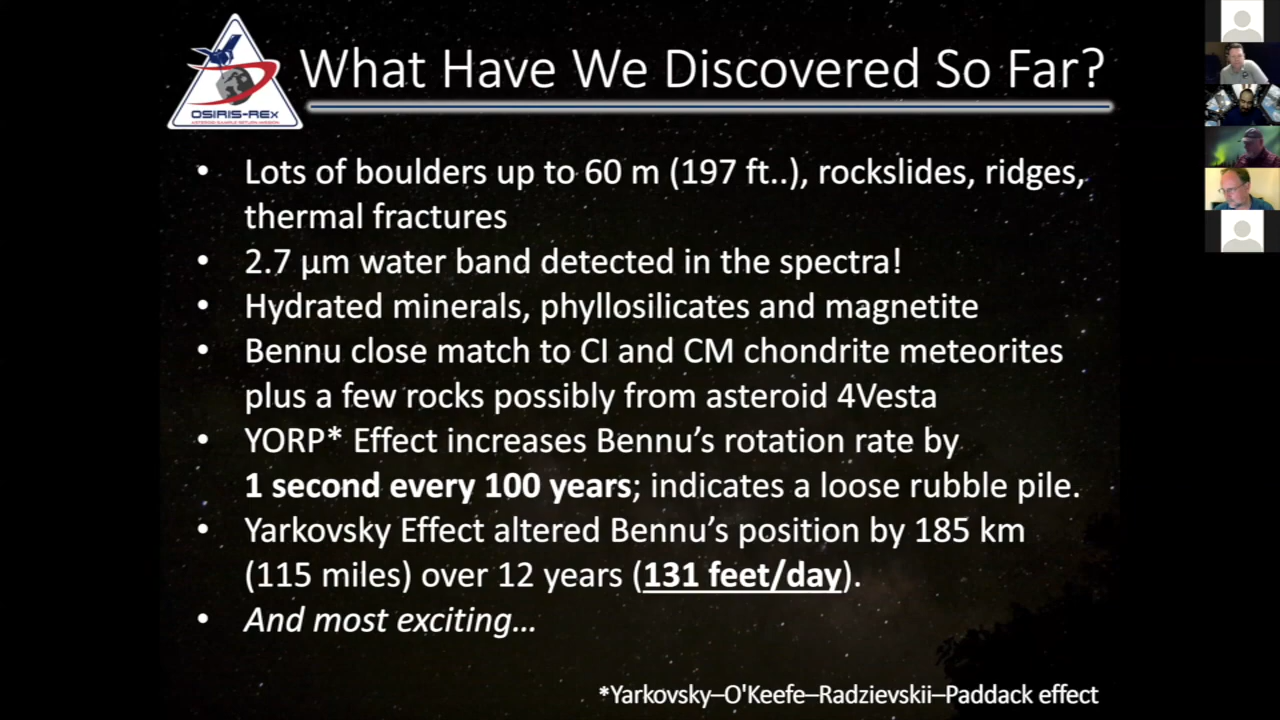 What Have We Discovered So Far?
OSIRIS-REx
ASTEROID SAMPLE RETURN MISSION
• Lots of boulders up to 60 m (197 ft..), rockslides, ridges,
thermal fractures
• 2.7 µm water band detected in the spectra!
• Hydrated minerals, phyllosilicates and magnetite
• Bennu close match to CI and CM chondrite meteorites
plus a few rocks possibly from asteroid 4Vesta
• YORP* Effect increases Bennu’s rotation rate by
1 second every 100 years; indicates a loose rubble pile.
• Yarkovsky Effect altered Bennu’s position by 185 km
(115 miles) over 12 years (131 feet/day).
• And most exciting…
*Yarkovsky–O'Keefe–Radzievskii–Paddack effect